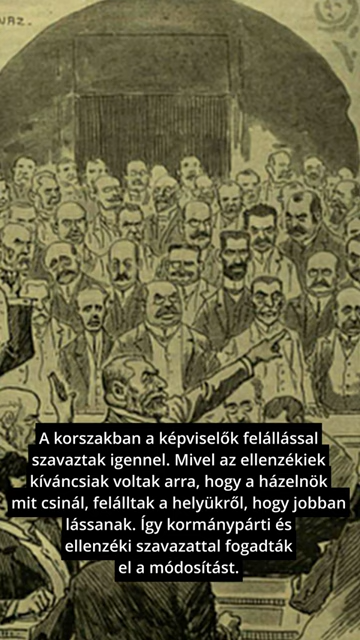 A korszakban a képviselők felállással
szavaztak igennel. Mivel az ellenzékiek
kíváncsiak voltak arra, hogy a házelnök
mit csinál, felálltak a helyükről, hogy jobban
lássanak. Így kormánypárti és
ellenzéki szavazattal fogadták
el a módosítást.